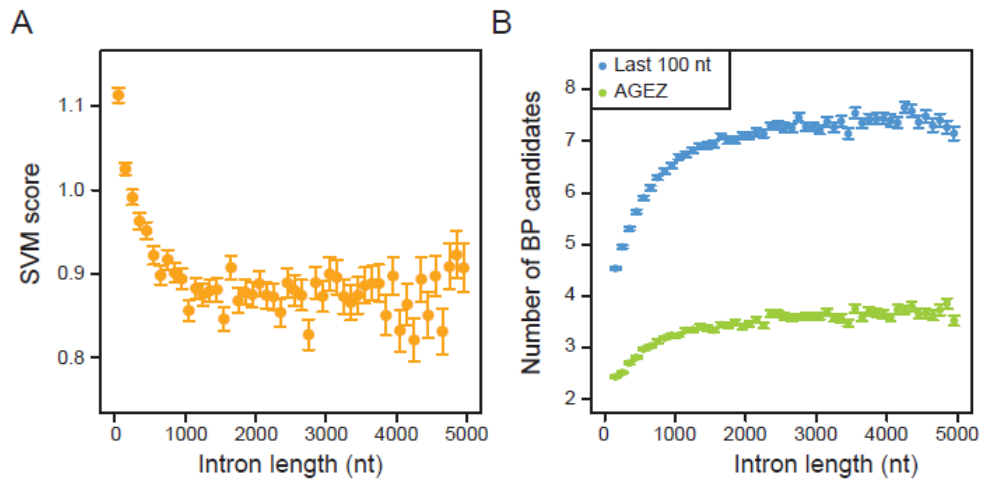 A
SVM score
1.1
1.0
0.9
0.8
0 1000 2000 3000 4000 5000
Intron length (nt)
B
Number of BP candidates
Last 100 nt
AGEZ
8
7
6
5
4
3
2
0 1000 2000 3000 4000 5000
Intron length (nt)